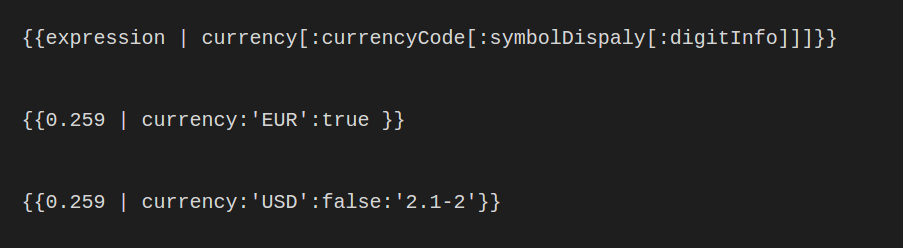 {{expression | currency[:currencyCode[:symbolDispaly[:digitInfo]]]}}
{{0.259 | currency:'EUR':true }}
{{0.259 | currency:'USD':false:'2.1-2'}}